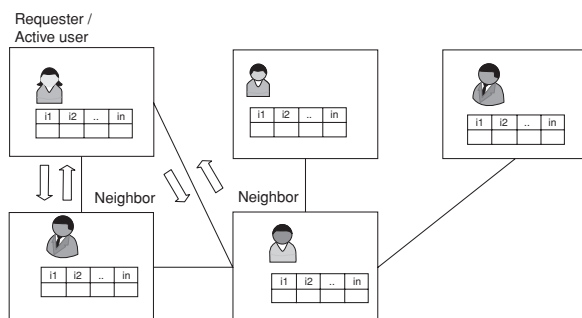 Requester /
Active user
i1 i2 .. in
i1 i2 .. in
i1 i2 .. in
Neighbor
Neighbor
i1 i2 .. in
i1 i2 .. in